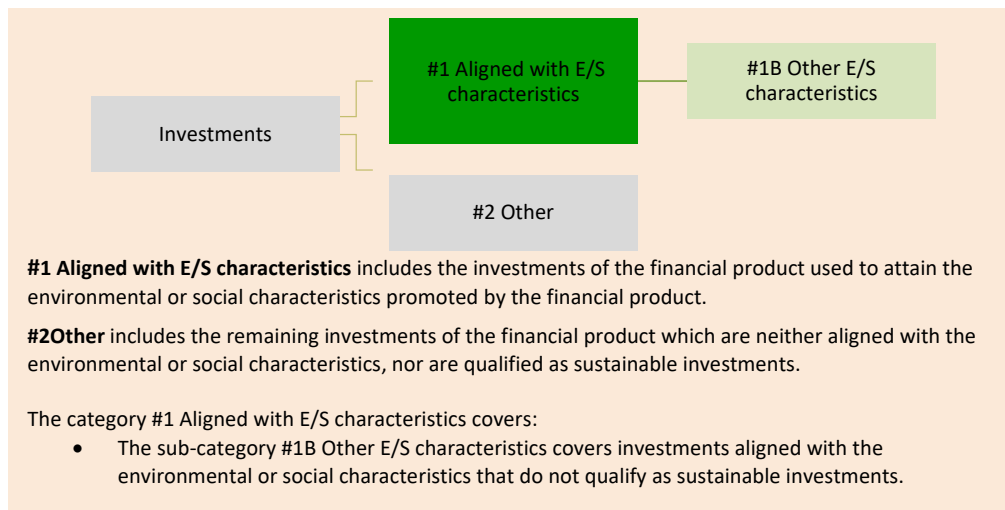 #1 Aligned with E/S
characteristics
#1B Other E/S
characteristics
Investments
#2 Other
#1 Aligned with E/S characteristics includes the investments of the financial product used to attain the
environmental or social characteristics promoted by the financial product.
#2Other includes the remaining investments of the financial product which are neither aligned with the
environmental or social characteristics, nor are qualified as sustainable investments.
The category #1 Aligned with E/S characteristics covers:
• The sub-category #1B Other E/S characteristics covers investments aligned with the
environmental or social characteristics that do not qualify as sustainable investments.